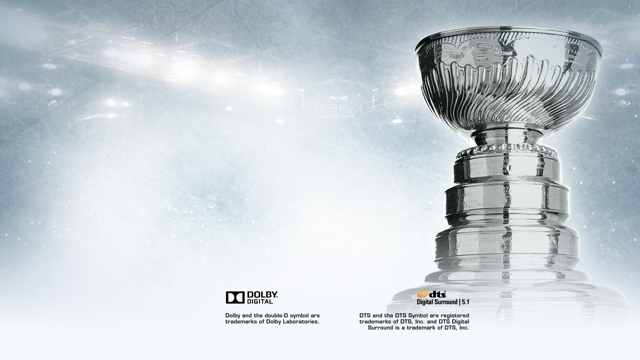 DOLBY
DIGITAL
Dolby and the double-D symbol are
trademarks of Dolby Laboratories.
dts
Digital Surround | 5.1
DTS and the DTS Symbol are registered
trademarks of DTS, Inc. and DTS Digital
Surround is a trademark of DTS, Inc.